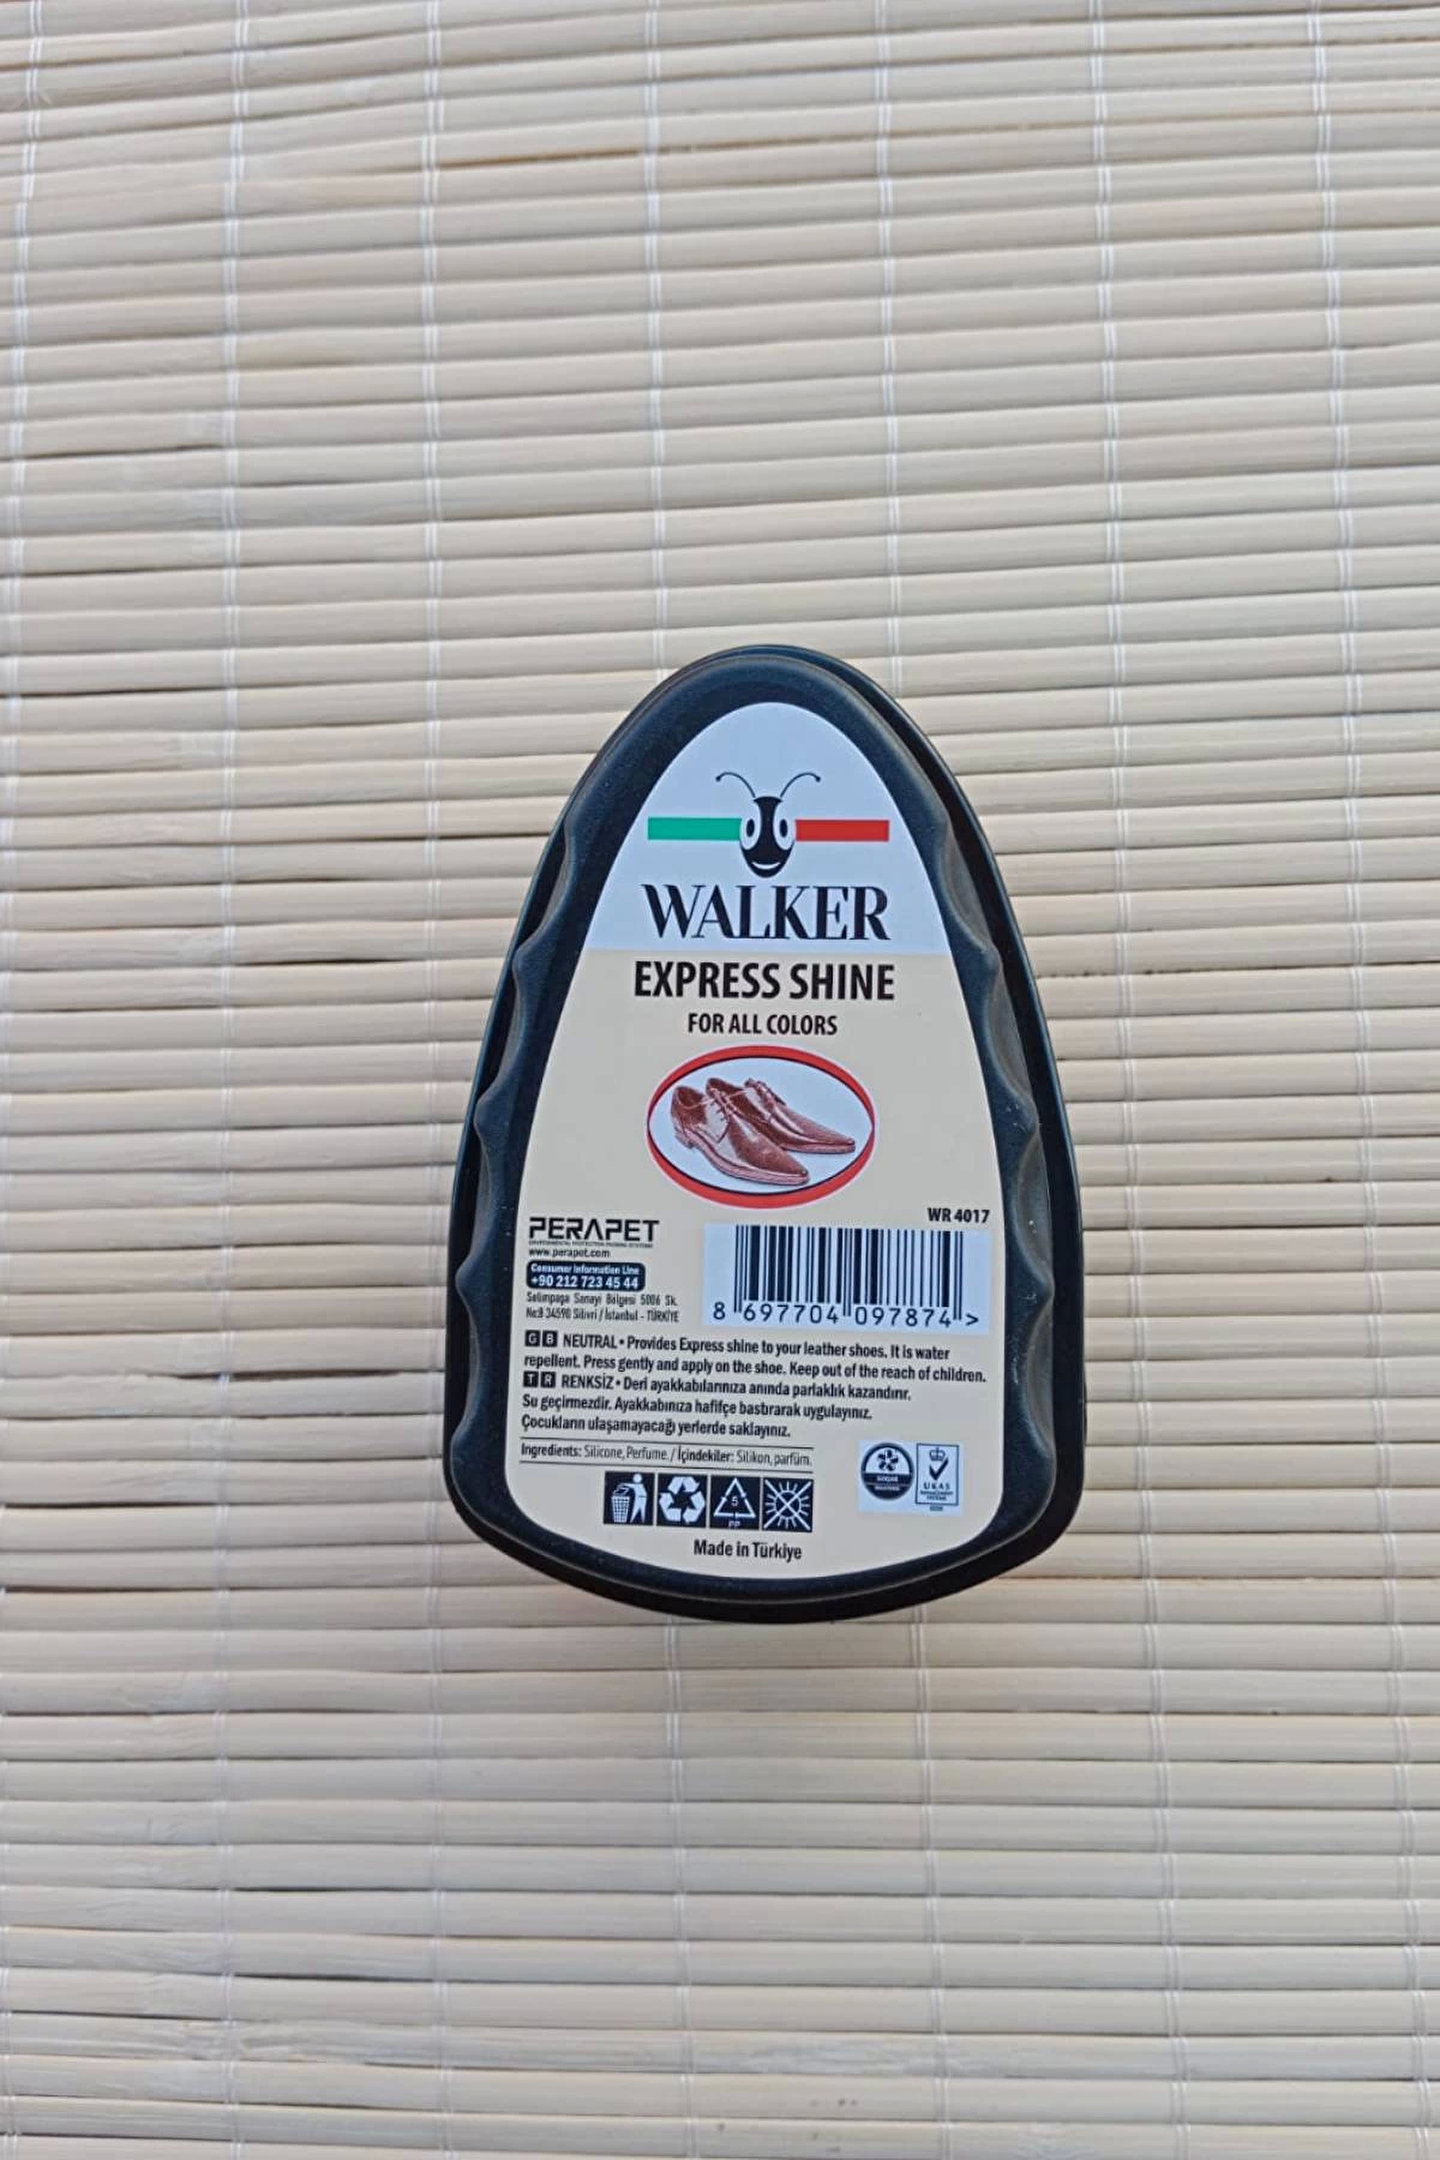 WALKER
EXPRESS SHINE
FOR ALL COLORS
WR 4017
PERAPET
www.perapet.com
Consumer Information Line
+90 212 723 45 44
Selimpaşa Sanayi Bölgesi 5006 Sk.
No:8 34590 Silivri / İstanbul - TÜRKİYE
8 697704 097874 >
GB NEUTRAL • Provides Express shine to your leather shoes. It is water
repellent. Press gently and apply on the shoe. Keep out of the reach of children.
TR RENKSİZ • Deri ayakkabılarınıza anında parlaklık kazandırır.
Su geçirmezdir. Ayakkabınıza hafifçe bastırarak uygulayınız.
Çocukların ulaşamayacağı yerlerde saklayınız.
Ingredients: Silicone, Perfume. / İçindekiler: Silikon, parfüm.
5
PP
UKAS
MANAGEMENT
SYSTEMS
Made in Türkiye